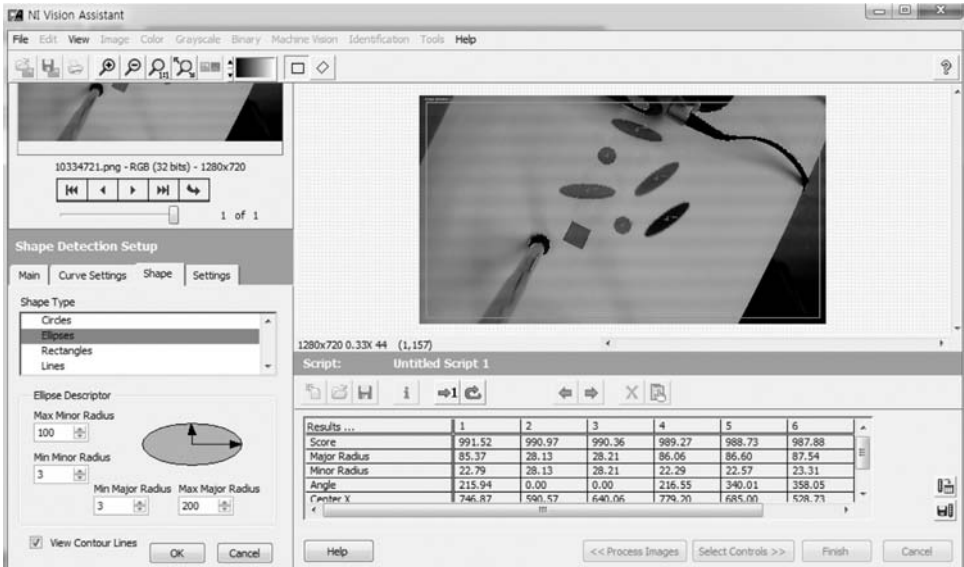 NI Vision Assistant
File Edit View Image Color Grayscale Binary Machine Vision Identification Tools Help
1:1
10334721.png - RGB (32 bits) - 1280x720
1 of 1
Shape Detection Setup
Main Curve Settings Shape Settings
Shape Type
Circles
Ellipses
Rectangles
Lines
Ellipse Descriptor
Max Minor Radius
100
Min Minor Radius
3
Min Major Radius Max Major Radius
3 200
View Contour Lines
OK Cancel
1280x720 0.33X 44 (1,157)
Script: Untitled Script 1
1
Results ... 1 2 3 4 5 6
Score 991.52 990.97 990.36 989.27 988.73 987.88
Major Radius 85.37 28.13 28.21 86.06 86.60 87.54
Minor Radius 22.79 28.13 28.21 22.29 22.57 23.31
Angle 215.94 0.00 0.00 216.55 340.01 358.05
Center X 746.87 590.57 640.06 779.20 685.00 528.73
Help << Process Images Select Controls >> Finish Cancel